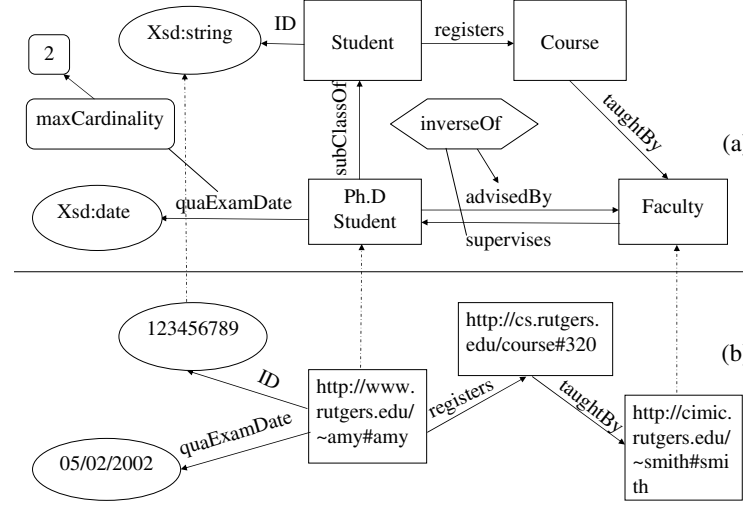 ID
Xsd:string
Student
registers
Course
2
maxCardinality
subClassOf
inverseOf
taughtBy
(a
quaExamDate
Xsd:date
Ph.D
Student
advisedBy
supervises
Faculty
123456789
http://cs.rutgers.
edu/course#320
(b
ID
http://www.
rutgers.edu/
~amy#amy
registers
taughtBy
quaExamDate
05/02/2002
http://cimic.
rutgers.edu/
~smith#smi
th